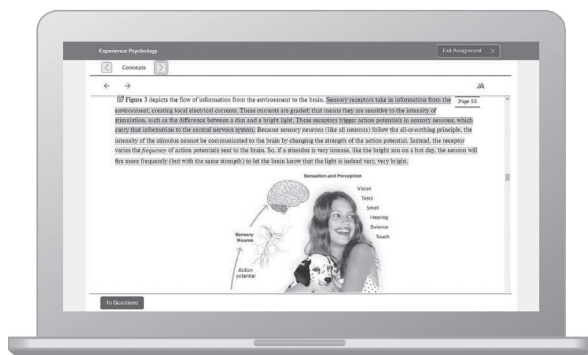 Experience Psychology
Exit Assignment ×
Concepts
Figure 3 depicts the flow of information from the environment to the brain. Sensory receptors take in information from the
environment, creating local electrical currents. These currents are graded; that means they are sensitive to the intensity of
stimulation, such as the difference between a dim and a bright light. These receptors trigger action potentials in sensory neurons, which
carry that information to the central nervous system. Because sensory neurons (like all neurons) follow the all-or-nothing principle, the
intensity of the stimulus cannot be communicated to the brain by changing the strength of the action potential. Instead, the receptor
varies the frequency of action potentials sent to the brain. So, if a stimulus is very intense, like the bright sun on a hot day, the neuron will
fire more frequently (but with the same strength) to let the brain know that the light is indeed very, very bright.
Sensation and Perception
Vision
Taste
Smell
Hearing
Balance
Touch
Sensory
Neuron
Action
potential
To Questions